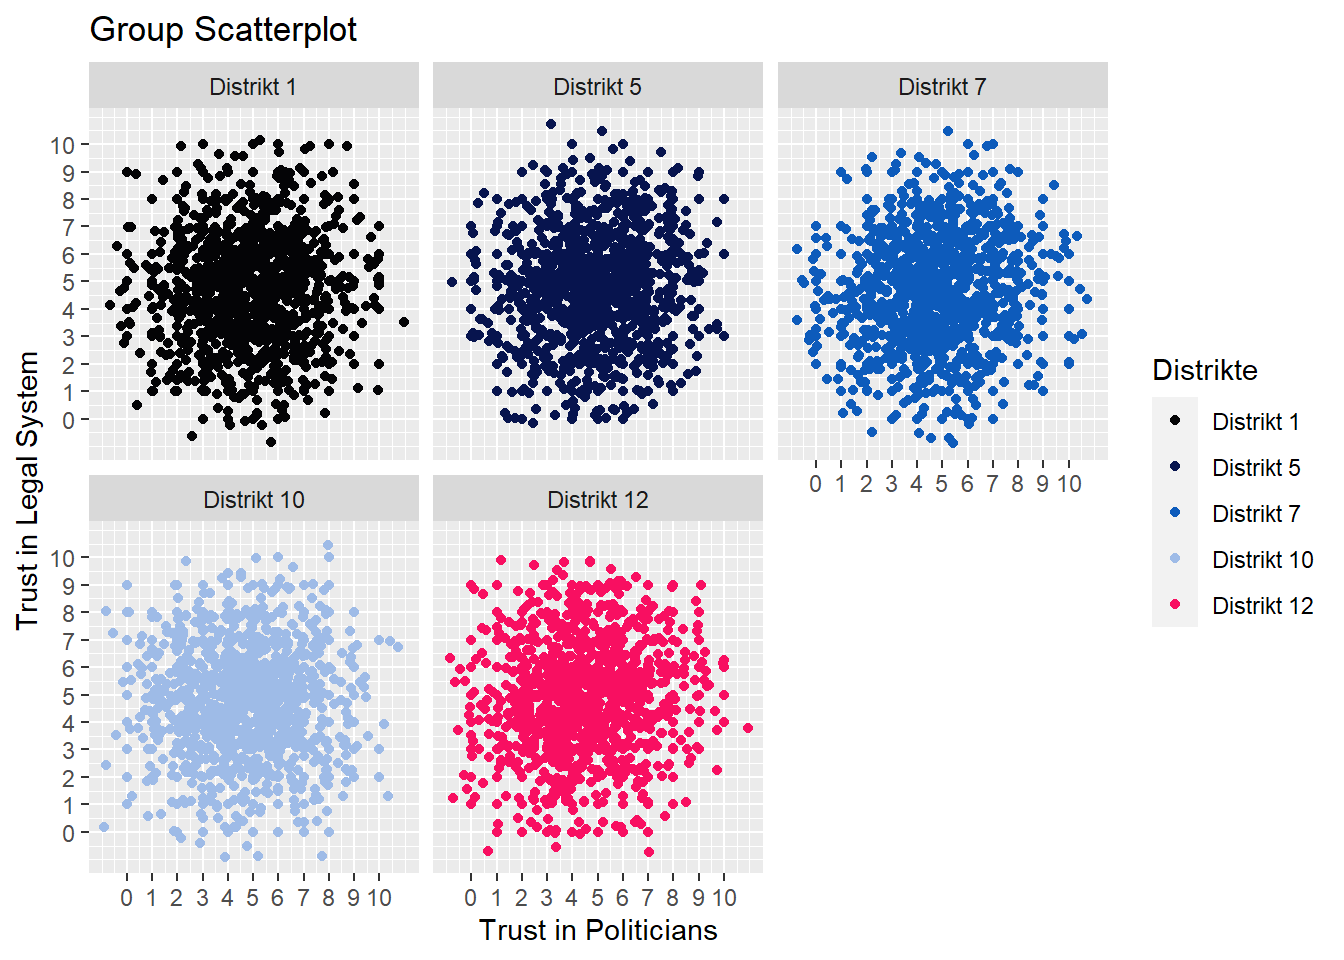 Group Scatterplot
Distrikt 1
Distrikt 5
Distrikt 7
10
9
8
7
6
5
4
3
2
1
0
0 1 2 3 4 5 6 7 8 9 10
Distrikt 10
Distrikt 12
10
9
8
7
6
5
4
3
2
1
0
0 1 2 3 4 5 6 7 8 9 10
0 1 2 3 4 5 6 7 8 9 10
Trust in Legal System
Trust in Politicians
Distrikte
Distrikt 1
Distrikt 5
Distrikt 7
Distrikt 10
Distrikt 12